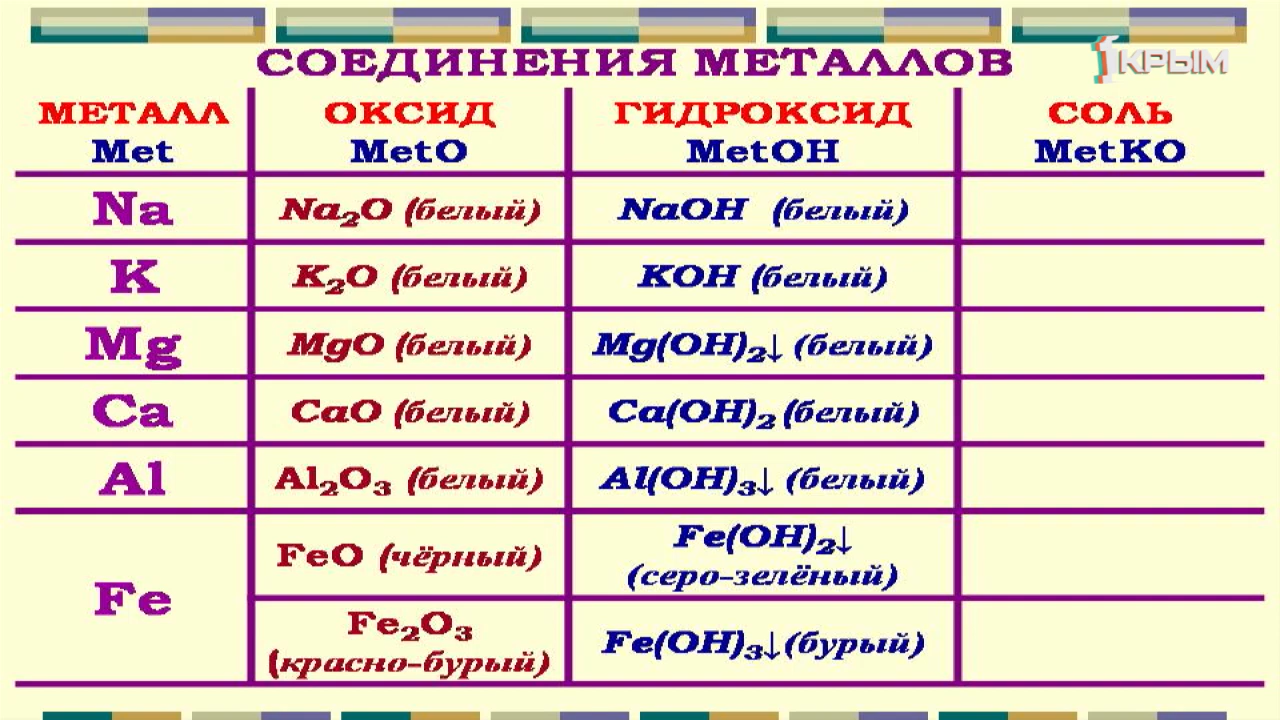 СОЕДИНЕНИЯ МЕТАЛЛОВ
1 КРЫМ
МЕТАЛЛ ОКСИД ГИДРОКСИД СОЛЬ
Met MetO MetOH MetKO
Na Na₂O (белый) NaOH (белый)
K K₂O (белый) KOH (белый)
Mg MgO (белый) Mg(OH)₂↓ (белый)
Ca CaO (белый) Ca(OH)₂ (белый)
Al Al₂O₃ (белый) Al(OH)₃↓ (белый)
Fe
FeO (чёрный) Fe(OH)₂↓
(серо-зелёный)
Fe₂O₃
(красно-бурый) Fe(OH)₃↓(бурый)